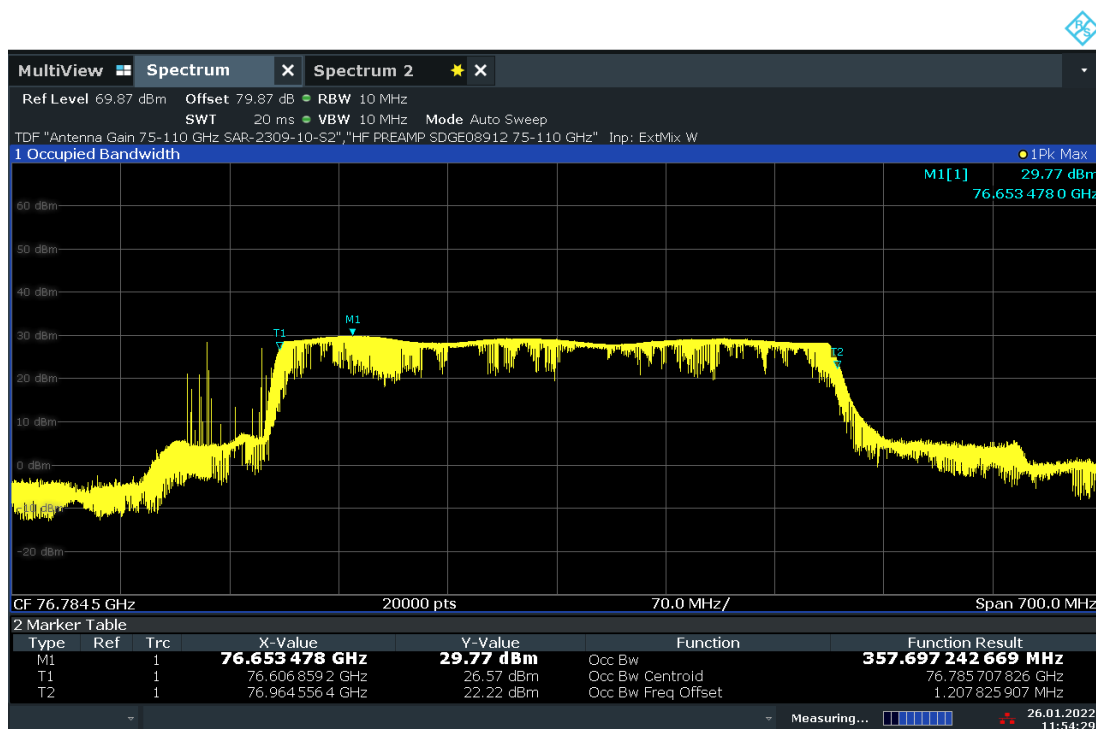 R&S
MultiView Spectrum X Spectrum 2 X
Ref Level 69.87 dBm Offset 79.87 dB RBW 10 MHz
SWT 20 ms VBW 10 MHz Mode Auto Sweep
TDF "Antenna Gain 75-110 GHz SAR-2309-10-S2","HF PREAMP SDGE08912 75-110 GHz" Inp: ExtMix W
1 Occupied Bandwidth 1Pk Max
M1[1] 29.77 dBm
76.653 478 0 GHz
60 dBm
50 dBm
40 dBm
M1
30 dBm
T1
T2
20 dBm
10 dBm
0 dBm
-10 dBm
-20 dBm
CF 76.7845 GHz 20000 pts 70.0 MHz/ Span 700.0 MHz
2 Marker Table
Type Ref Trc X-Value Y-Value Function Function Result
M1 1 76.653 478 GHz 29.77 dBm Occ Bw 357.697 242 669 MHz
T1 1 76.606 859 2 GHz 26.57 dBm Occ Bw Centroid 76.785 707 826 GHz
T2 1 76.964 556 4 GHz 22.22 dBm Occ Bw Freq Offset 1.207 825 907 MHz
Measuring... 26.01.2022
11:54:29